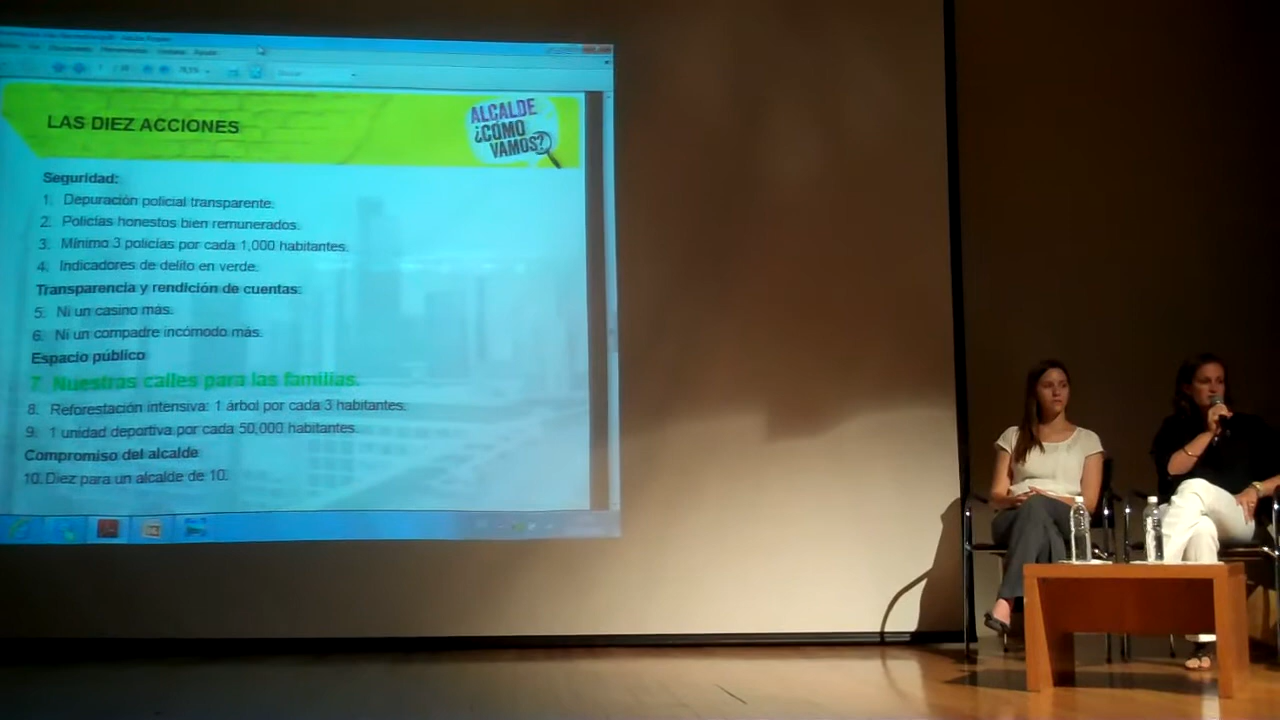 LAS DIEZ ACCIONES
ALCALDE
¿CÓMO
VAMOS?
Seguridad:
1. Depuración policial transparente.
2. Policías honestos bien remunerados.
3. Mínimo 3 policías por cada 1,000 habitantes.
4. Indicadores de delito en verde.
Transparencia y rendición de cuentas:
5. Ni un casino más.
6. Ni un compadre incómodo más.
Espacio público
7. Nuestras calles para las familias.
8. Reforestación intensiva: 1 árbol por cada 3 habitantes.
9. 1 unidad deportiva por cada 50,000 habitantes.
Compromiso del alcalde
10. Diez para un alcalde de 10.